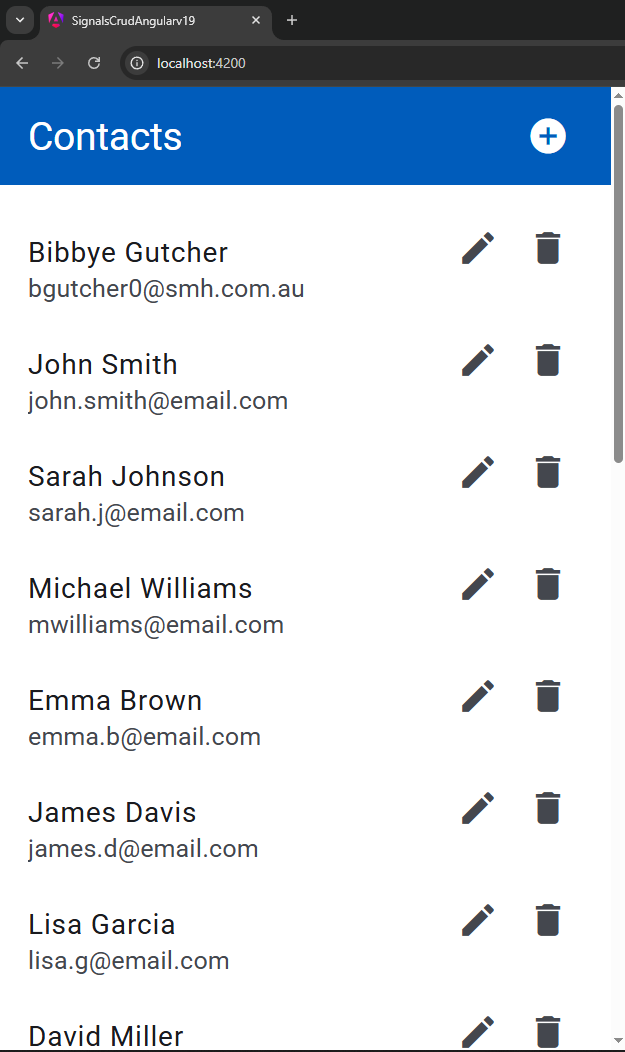 SignalsCrudAngularv19
localhost:4200
Contacts
Bibbye Gutcher
bgutcher0@smh.com.au
John Smith
john.smith@email.com
Sarah Johnson
sarah.j@email.com
Michael Williams
mwilliams@email.com
Emma Brown
emma.b@email.com
James Davis
james.d@email.com
Lisa Garcia
lisa.g@email.com
David Miller